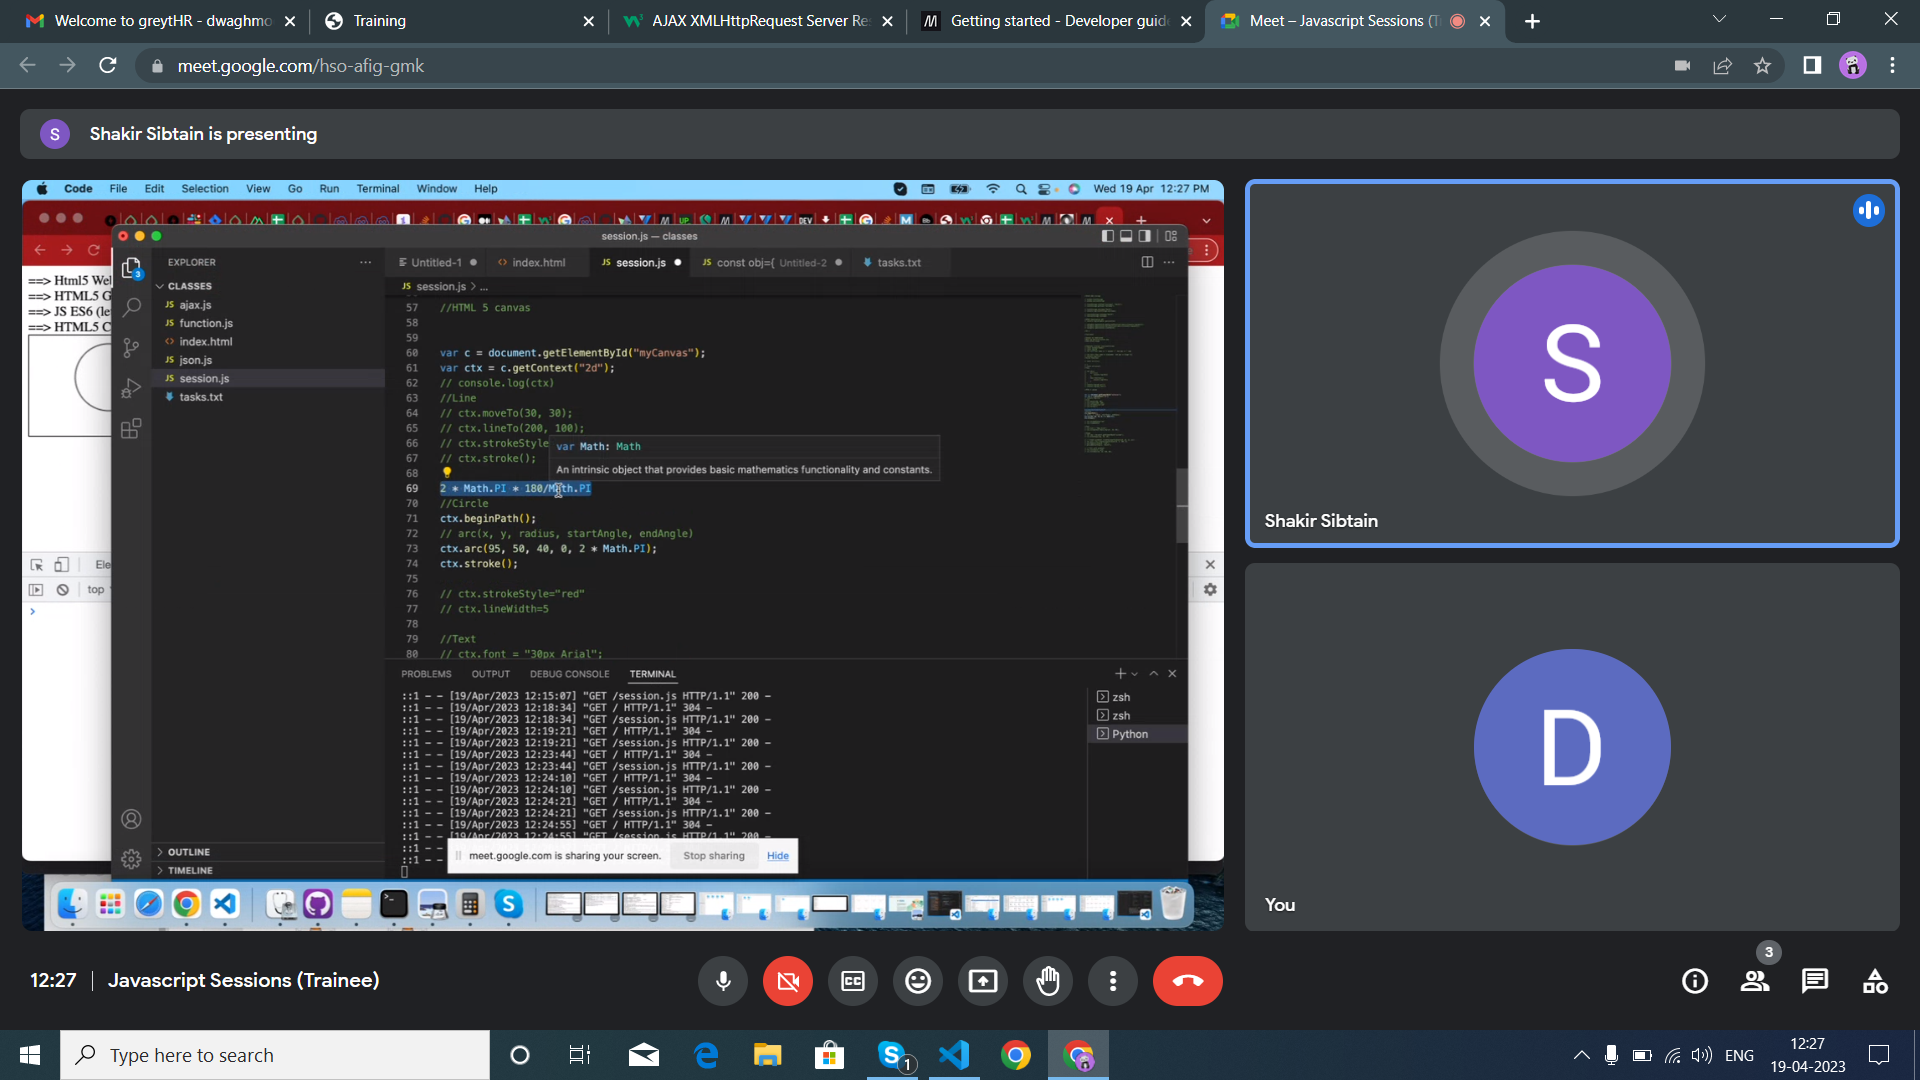 Welcome to greytHR - dwaghmo
Training
AJAX XMLHttpRequest Server Re
Getting started - Developer guid
Meet – Javascript Sessions (T
meet.google.com/hso-afig-gmk
S
Shakir Sibtain is presenting
Code File Edit Selection View Go Run Terminal Window Help
Wed 19 Apr 12:27 PM
session.js — classes
==> Html5 Wel
==> HTML5 G
==> JS ES6 (le
==> HTML5 C
Ele
top
3
EXPLORER
CLASSES
JS ajax.js
JS function.js
<> index.html
JS json.js
JS session.js
tasks.txt
OUTLINE
TIMELINE
Untitled-1
<> index.html
JS session.js
JS const obj={ Untitled-2
tasks.txt
JS session.js > ...
57 //HTML 5 canvas
58
59
60 var c = document.getElementById("myCanvas");
61 var ctx = c.getContext("2d");
62 // console.log(ctx)
63 //Line
64 // ctx.moveTo(30, 30);
65 // ctx.lineTo(200, 100);
66 // ctx.strokeStyle
67 // ctx.stroke();
var Math: Math
An intrinsic object that provides basic mathematics functionality and constants.
68
69 2 * Math.PI * 180/Math.PI
70 //Circle
71 ctx.beginPath();
72 // arc(x, y, radius, startAngle, endAngle)
73 ctx.arc(95, 50, 40, 0, 2 * Math.PI);
74 ctx.stroke();
75
76 // ctx.strokeStyle="red"
77 // ctx.lineWidth=5
78
79 //Text
80 // ctx.font = "30px Arial";
PROBLEMS OUTPUT DEBUG CONSOLE TERMINAL
::1 - - [19/Apr/2023 12:15:07] "GET /session.js HTTP/1.1" 200 -
::1 - - [19/Apr/2023 12:18:34] "GET / HTTP/1.1" 304 -
::1 - - [19/Apr/2023 12:18:34] "GET /session.js HTTP/1.1" 200 -
::1 - - [19/Apr/2023 12:19:21] "GET / HTTP/1.1" 304 -
::1 - - [19/Apr/2023 12:19:21] "GET /session.js HTTP/1.1" 200 -
::1 - - [19/Apr/2023 12:23:44] "GET / HTTP/1.1" 304 -
::1 - - [19/Apr/2023 12:23:44] "GET /session.js HTTP/1.1" 200 -
::1 - - [19/Apr/2023 12:24:10] "GET / HTTP/1.1" 304 -
::1 - - [19/Apr/2023 12:24:10] "GET /session.js HTTP/1.1" 200 -
::1 - - [19/Apr/2023 12:24:21] "GET / HTTP/1.1" 304 -
::1 - - [19/Apr/2023 12:24:21] "GET /session.js HTTP/1.1" 200 -
::1 - - [19/Apr/2023 12:24:55] "GET / HTTP/1.1" 304 -
::1 - - [19/Apr/2023 12:24:55] "GET /session.js HTTP/1.1" 200 -
::1 - -
::1 - -
zsh
zsh
Python
meet.google.com is sharing your screen. Stop sharing Hide
S
Shakir Sibtain
D
You
12:27 | Javascript Sessions (Trainee)
CC
3
Type here to search
1
ENG
12:27
19-04-2023